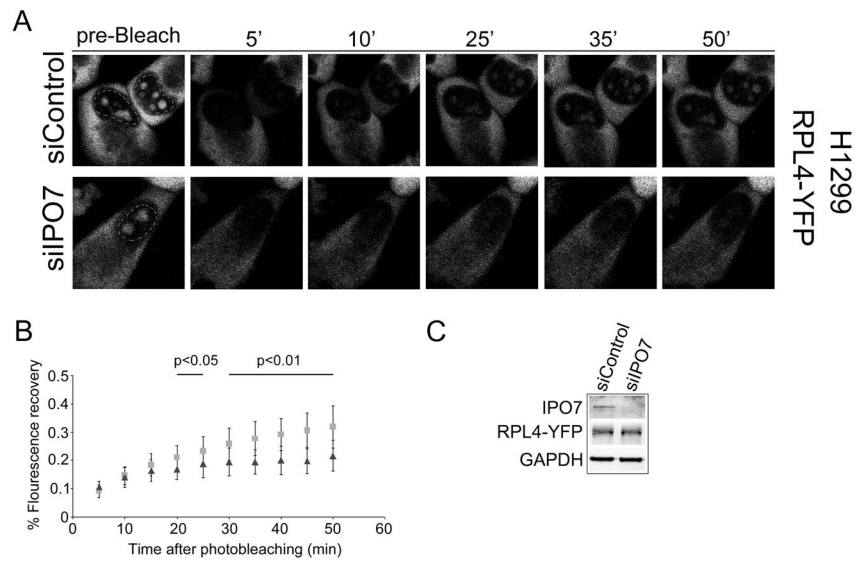 A
pre-Bleach 5’ 10’ 25’ 35’ 50’
siControl
siIPO7
H1299
RPL4-YFP
B
p<0.05 p<0.01
% Flourescence recovery
0.5
0.4
0.3
0.2
0.1
0
0 10 20 30 40 50 60
Time after photobleaching (min)
C
siControl siIPO7
IPO7
RPL4-YFP
GAPDH